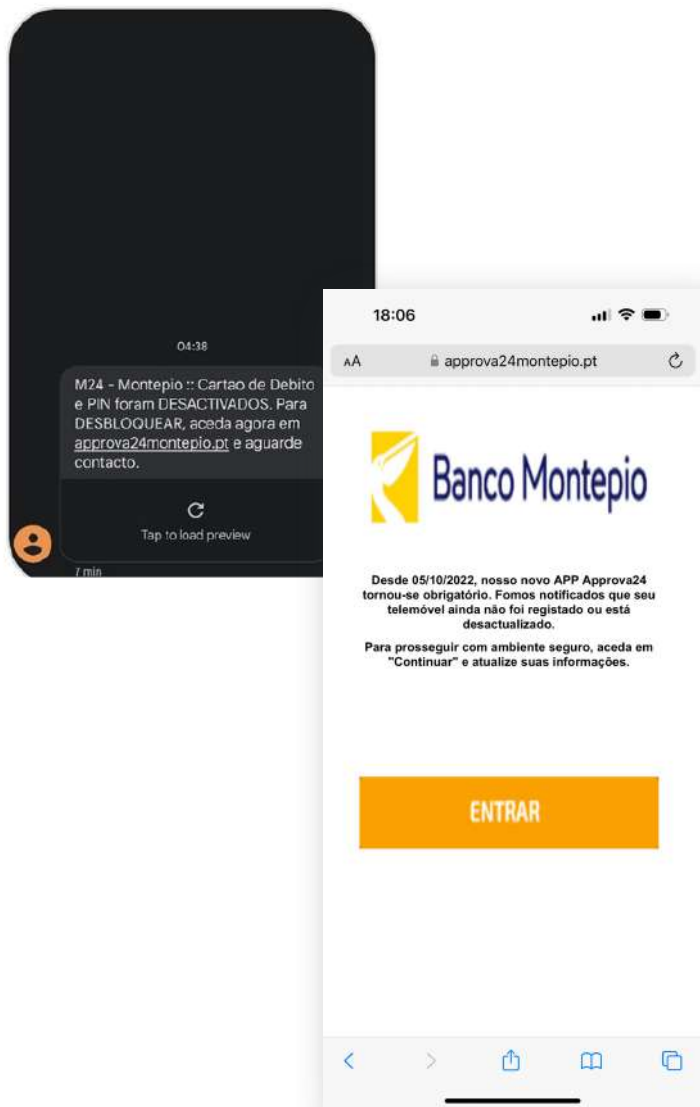 04:38
M24 - Montepio :: Cartao de Debito
e PIN foram DESACTIVADOS. Para
DESBLOQUEAR, aceda agora em
approva24montepio.pt e aguarde
contacto.
Tap to load preview
7 min
18:06
AA
approva24montepio.pt
Banco Montepio
Desde 05/10/2022, nosso novo APP Approva24
tornou-se obrigatório. Fomos notificados que seu
telemóvel ainda não foi registado ou está
desactualizado.
Para prosseguir com ambiente seguro, aceda em
"Continuar" e atualize suas informações.
ENTRAR